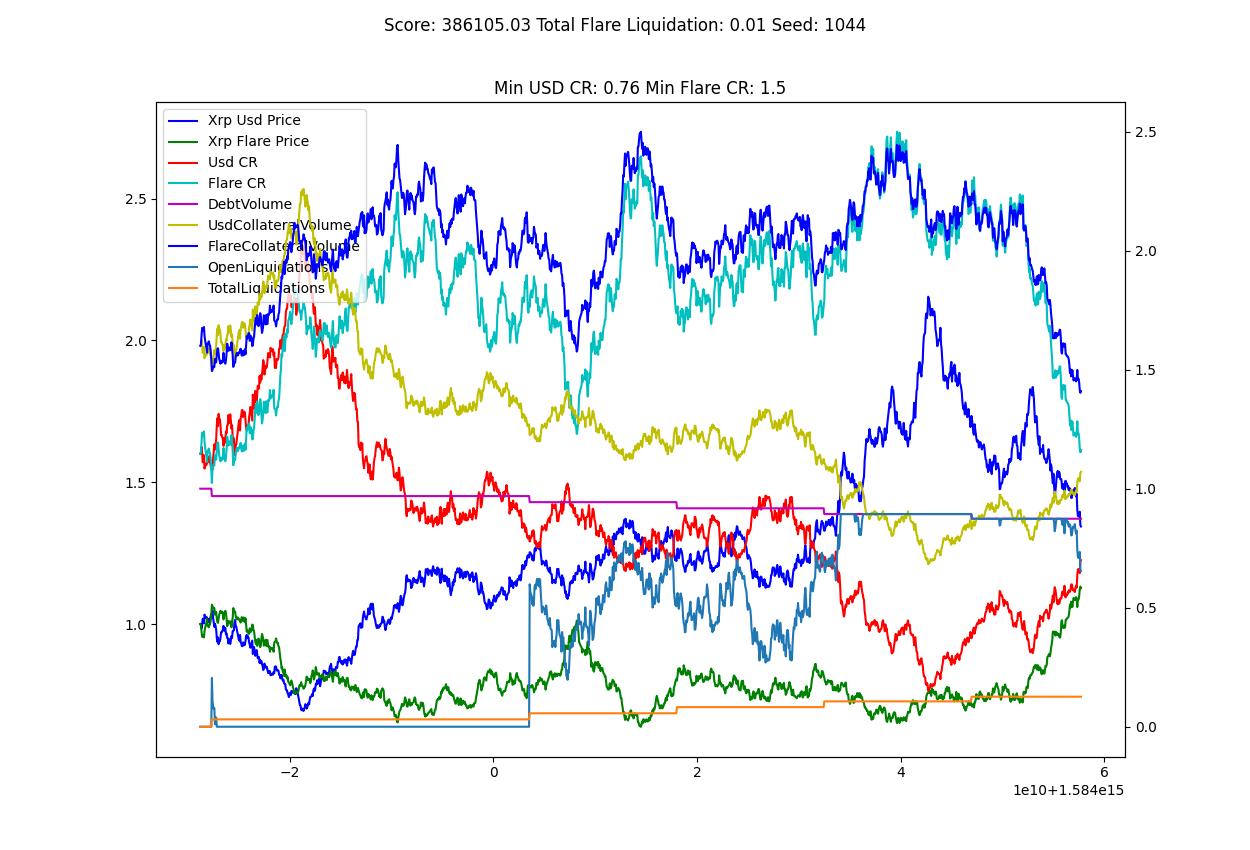 Score: 386105.03 Total Flare Liquidation: 0.01 Seed: 1044
Min USD CR: 0.76 Min Flare CR: 1.5
Xrp Usd Price
Xrp Flare Price
Usd CR
Flare CR
DebtVolume
UsdCollateralVolume
FlareCollateralVolume
OpenLiquidations
TotalLiquidations
2.5
2.0
1.5
1.0
2.5
2.0
1.5
1.0
0.5
0.0
−2 0 2 4 6
1e10+1.584e15